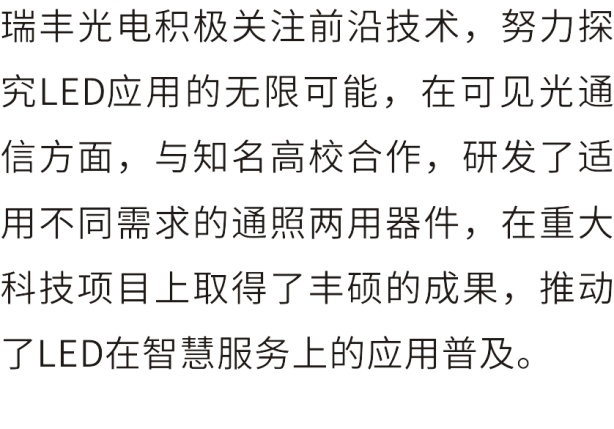 瑞丰光电积极关注前沿技术，努力探
究LED应用的无限可能，在可见光通
信方面，与知名高校合作，研发了适
用不同需求的通照两用器件，在重大
科技项目上取得了丰硕的成果，推动
了LED在智慧服务上的应用普及。